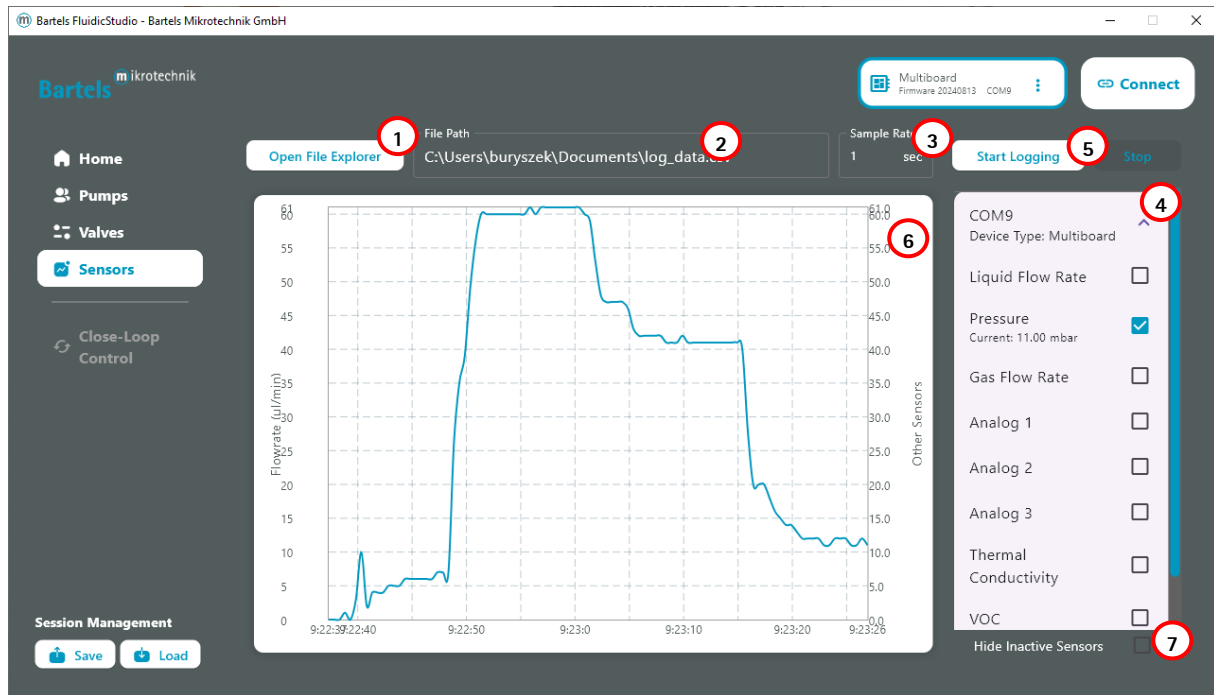 Bartels FluidicStudio - Bartels Mikrotechnik GmbH
Bartels mikrotechnik
Multiboard
Firmware 20240813 COM9
Connect
1
2
3
5
Open File Explorer
File Path
C:\Users\buryszek\Documents\log_data.
Sample Rate
1 sec
Start Logging
Stop
Home
Pumps
Valves
Sensors
Close-Loop
Control
Session Management
Save
Load
61
60
55
50
45
40
35
30
25
20
15
10
5
0
Flowrate (µl/min)
9:22:37
9:22:40
9:22:50
9:23:0
9:23:10
9:23:20
9:23:26
61.0
60.0
55.0
50.0
45.0
40.0
35.0
30.0
25.0
20.0
15.0
10.0
5.0
0.0
Other Sensors
6
4
COM9
Device Type: Multiboard
Liquid Flow Rate
Pressure
Current: 11.00 mbar
Gas Flow Rate
Analog 1
Analog 2
Analog 3
Thermal
Conductivity
VOC
Hide Inactive Sensors
7